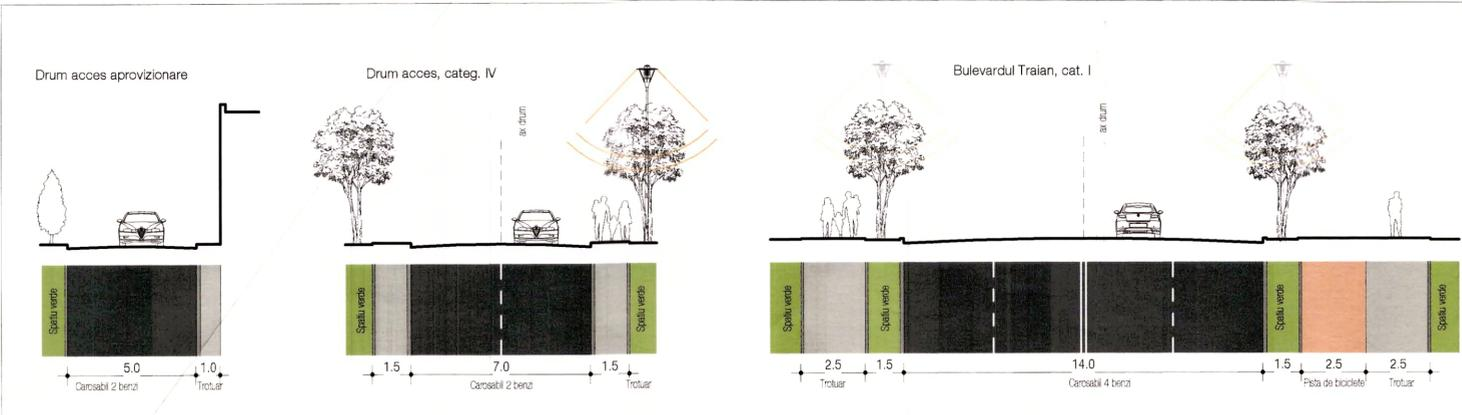 Drum acces aprovizionare
Spatiu verde
5.0
1.0
Carosabil 2 benzi
Trotuar
Drum acces, categ. IV
ax drum
Spatiu verde
Spatiu verde
1.5
7.0
1.5
Carosabil 2 benzi
Trotuar
Bulevardul Traian, cat. I
ax drum
Spatiu verde
Spatiu verde
Spatiu verde
Spatiu verde
2.5
1.5
14.0
1.5
2.5
2.5
Trotuar
Carosabil 4 benzi
Pista de biciclete
Trotuar